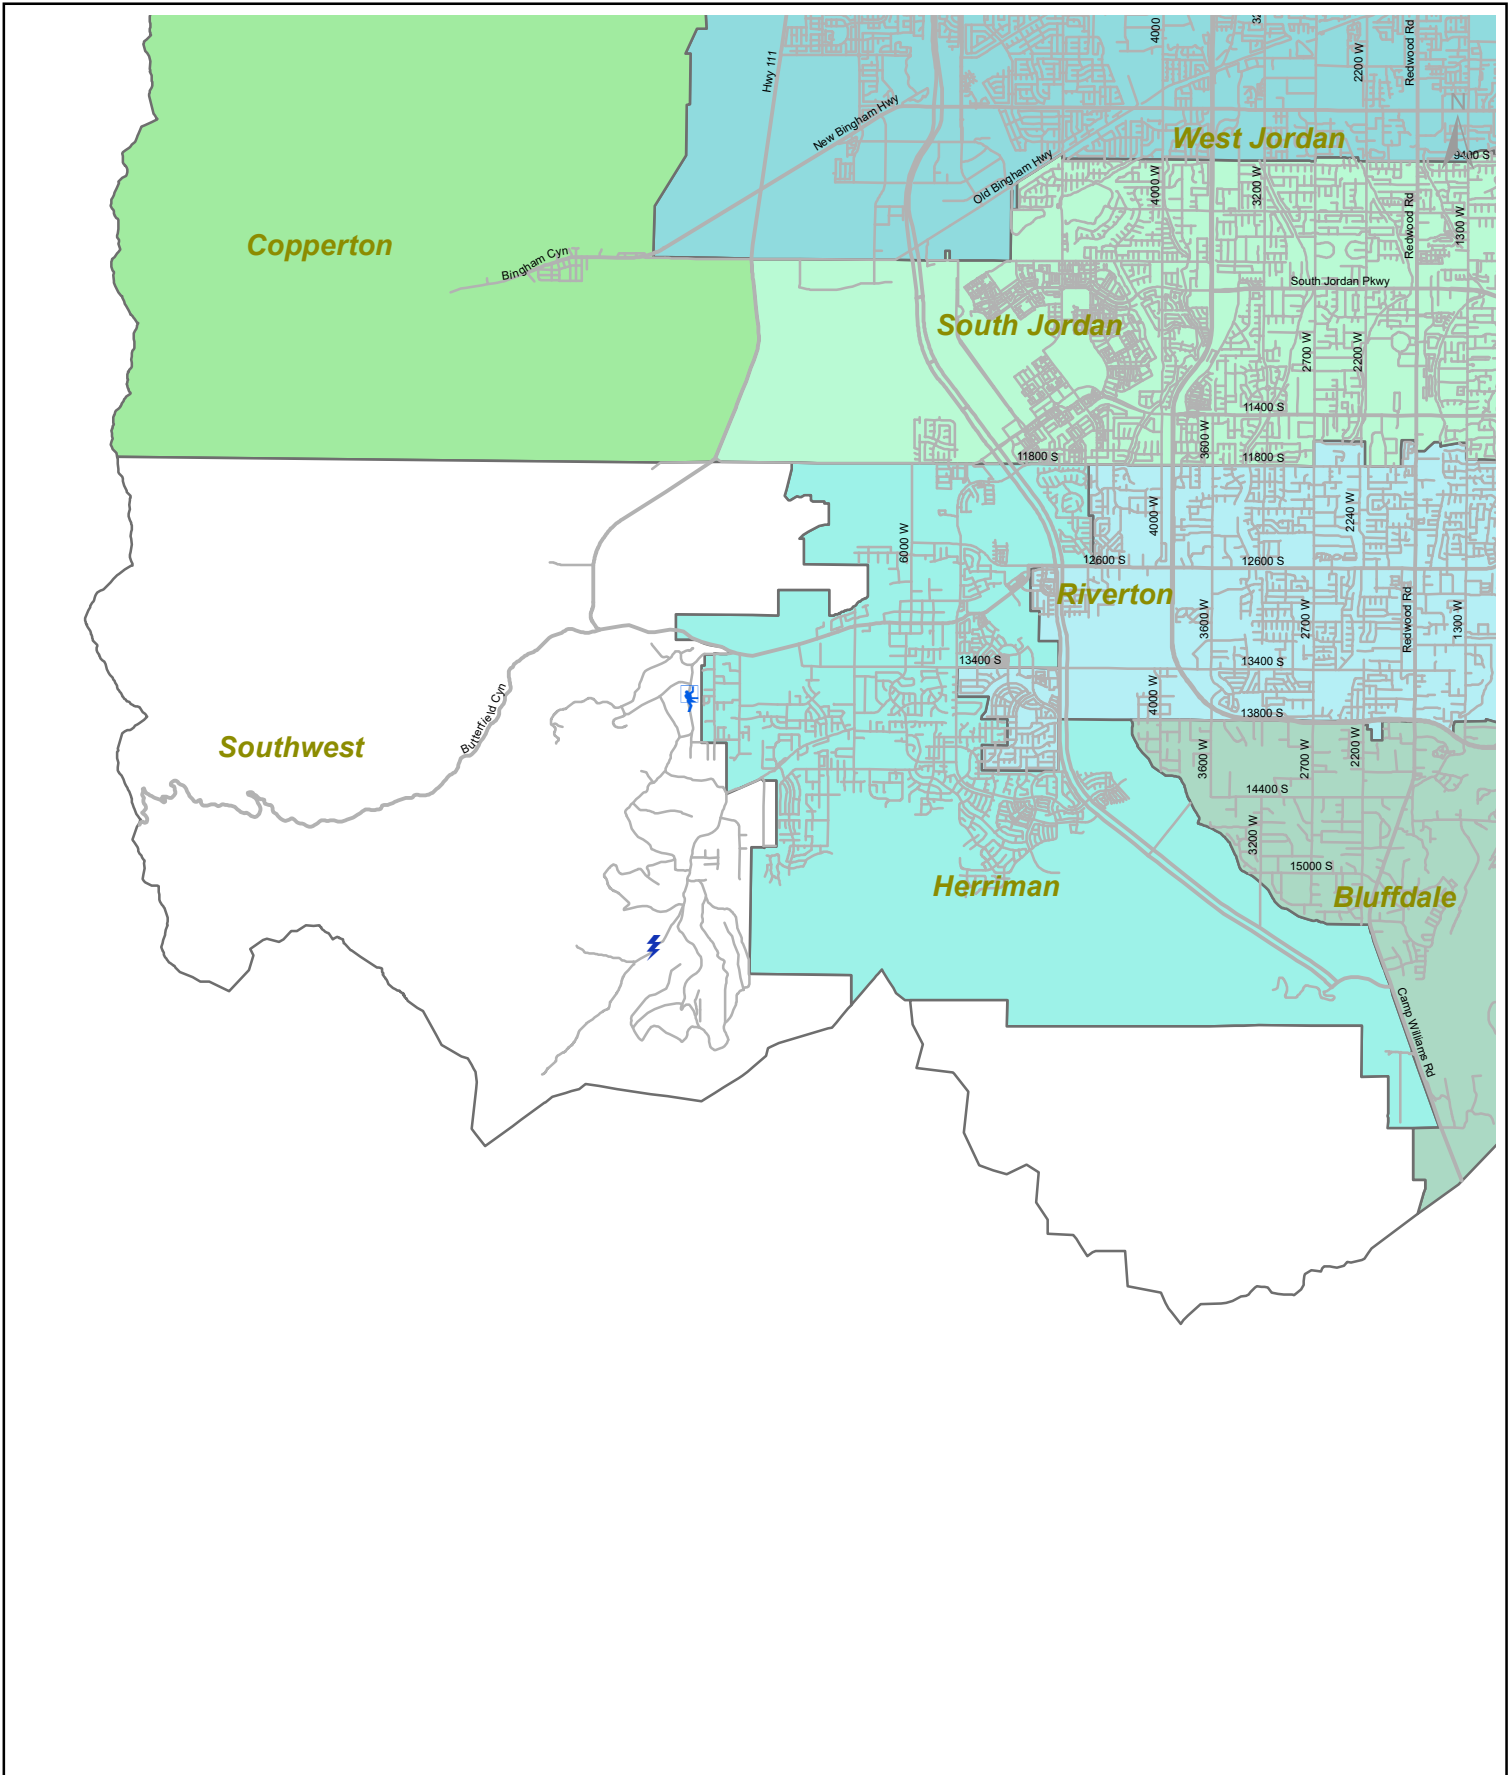 4000
32
2200 W
Redwood Rd
Hwy 111
N
New Bingham Hwy
West Jordan
9400 S
Old Bingham Hwy
4000 W
3200 W
Redwood Rd
1300 W
Copperton
Bingham Cyn
South Jordan Pkwy
South Jordan
2700 W
2200 W
11400 S
3600 W
11800 S
11800 S
2240 W
4000 W
6000 W
12600 S
12600 S
Riverton
3600 W
2700 W
Redwood Rd
1300 W
13400 S
13400 S
4000 W
13800 S
Butterfield Cyn
Southwest
3600 W
2700 W
2200 W
14400 S
3200 W
15000 S
Herriman
Bluffdale
Camp Williams Rd